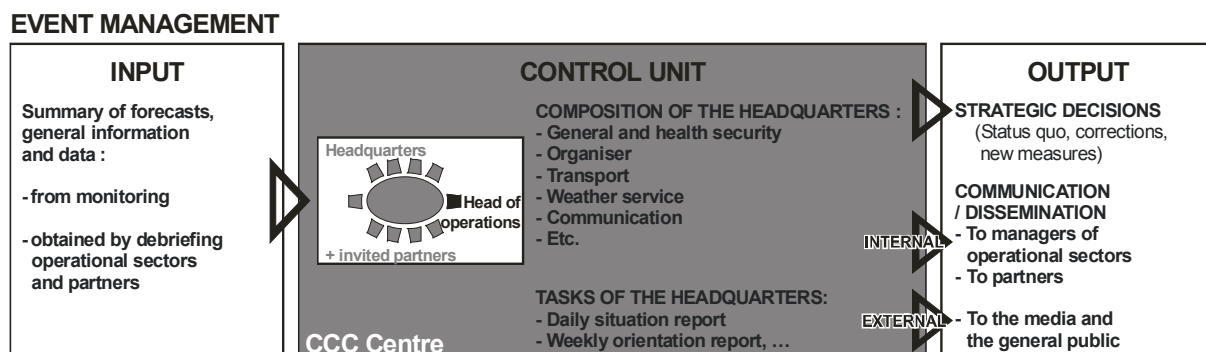 EVENT MANAGEMENT
INPUT
Summary of forecasts,
general information
and data :
- from monitoring
- obtained by debriefing
operational sectors
and partners
CONTROL UNIT
Headquarters
Head of
operations
+ invited partners
CCC Centre
COMPOSITION OF THE HEADQUARTERS :
- General and health security
- Organiser
- Transport
- Weather service
- Communication
- Etc.
TASKS OF THE HEADQUARTERS:
- Daily situation report
- Weekly orientation report, …
INTERNAL
EXTERNAL
OUTPUT
STRATEGIC DECISIONS
(Status quo, corrections,
new measures)
COMMUNICATION
/ DISSEMINATION
- To managers of
operational sectors
- To partners
- To the media and
the general public